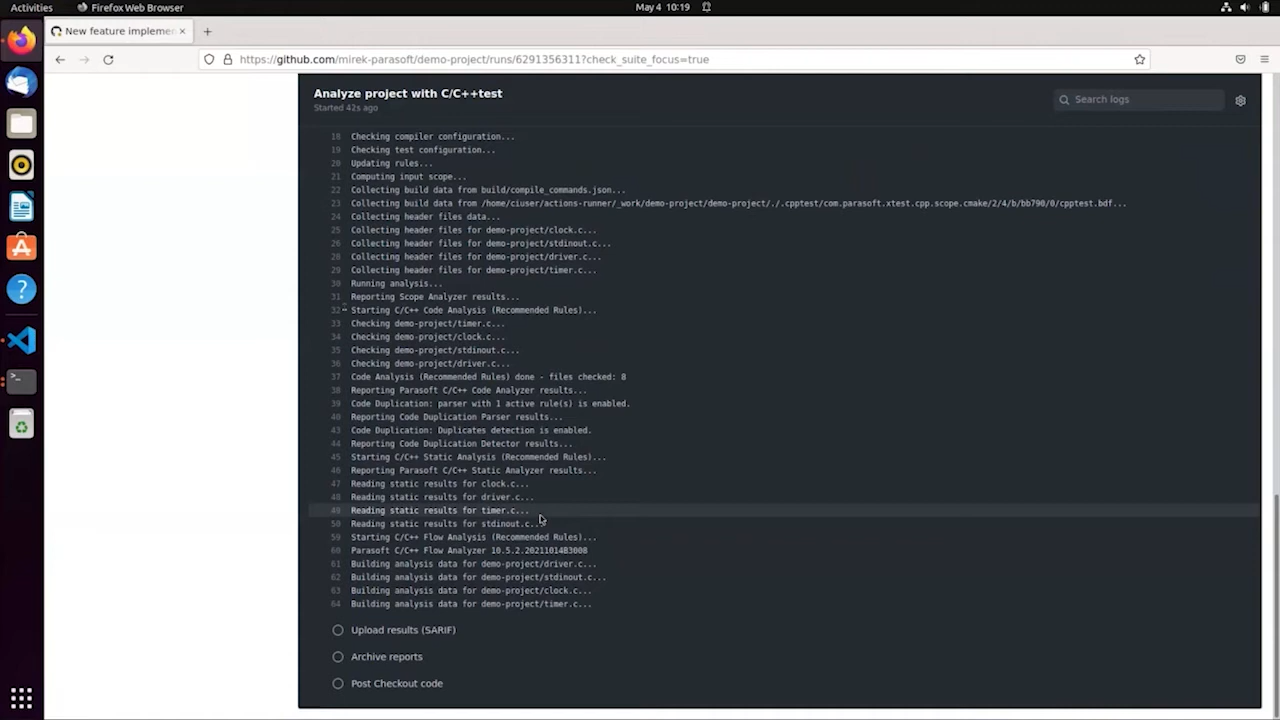 Activities
Firefox Web Browser
May 4 10:19
New feature implemen
https://github.com/mirek-parasoft/demo-project/runs/6291356311?check_suite_focus=true
Analyze project with C/C++test
Started 42s ago
Search logs
18 Checking compiler configuration...
19 Checking test configuration...
20 Updating rules...
21 Computing input scope...
22 Collecting build data from build/compile_commands.json...
23 Collecting build data from /home/ciuser/actions-runner/_work/demo-project/demo-project/./.cpptest/com.parasoft.xtest.cpp.scope.cmake/2/4/b/bb790/0/cpptest.bdf...
24 Collecting header files data...
25 Collecting header files for demo-project/clock.c...
26 Collecting header files for demo-project/stdinout.c...
28 Collecting header files for demo-project/driver.c...
29 Collecting header files for demo-project/timer.c...
30 Running analysis...
31 Reporting Scope Analyzer results...
32 Starting C/C++ Code Analysis (Recommended Rules)...
33 Checking demo-project/timer.c...
34 Checking demo-project/clock.c...
35 Checking demo-project/stdinout.c...
36 Checking demo-project/driver.c...
37 Code Analysis (Recommended Rules) done - files checked: 8
38 Reporting Parasoft C/C++ Code Analyzer results...
39 Code Duplication: parser with 1 active rule(s) is enabled.
40 Reporting Code Duplication Parser results...
43 Code Duplication: Duplicates detection is enabled.
44 Reporting Code Duplication Detector results...
45 Starting C/C++ Static Analysis (Recommended Rules)...
46 Reporting Parasoft C/C++ Static Analyzer results...
47 Reading static results for clock.c...
48 Reading static results for driver.c...
49 Reading static results for timer.c...
50 Reading static results for stdinout.c...
59 Starting C/C++ Flow Analysis (Recommended Rules)...
60 Parasoft C/C++ Flow Analyzer 10.5.2.20211014B3008
61 Building analysis data for demo-project/driver.c...
62 Building analysis data for demo-project/stdinout.c...
63 Building analysis data for demo-project/clock.c...
64 Building analysis data for demo-project/timer.c...
Upload results (SARIF)
Archive reports
Post Checkout code